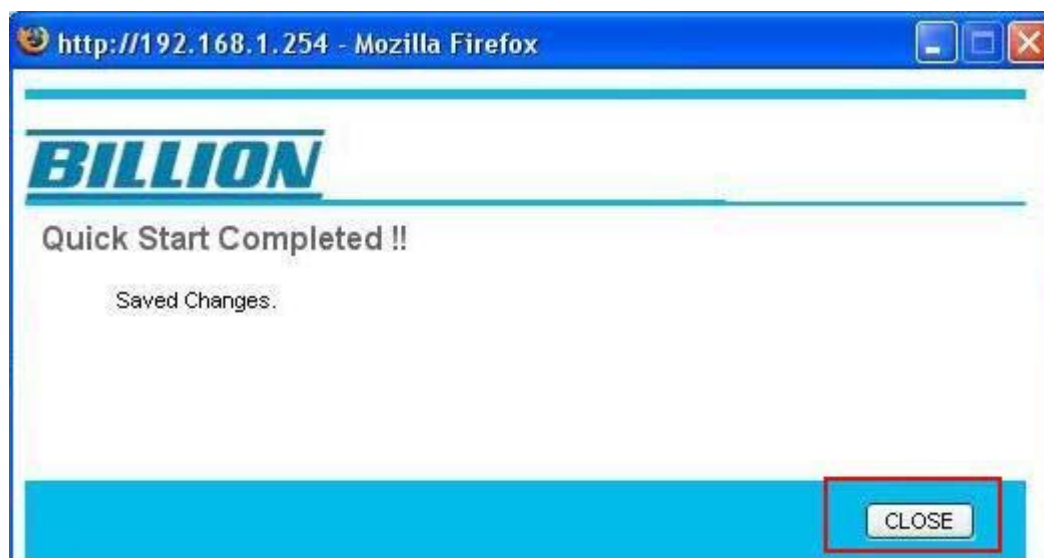 http://192.168.1.254 - Mozilla Firefox
BILLION
Quick Start Completed !!
Saved Changes.
CLOSE